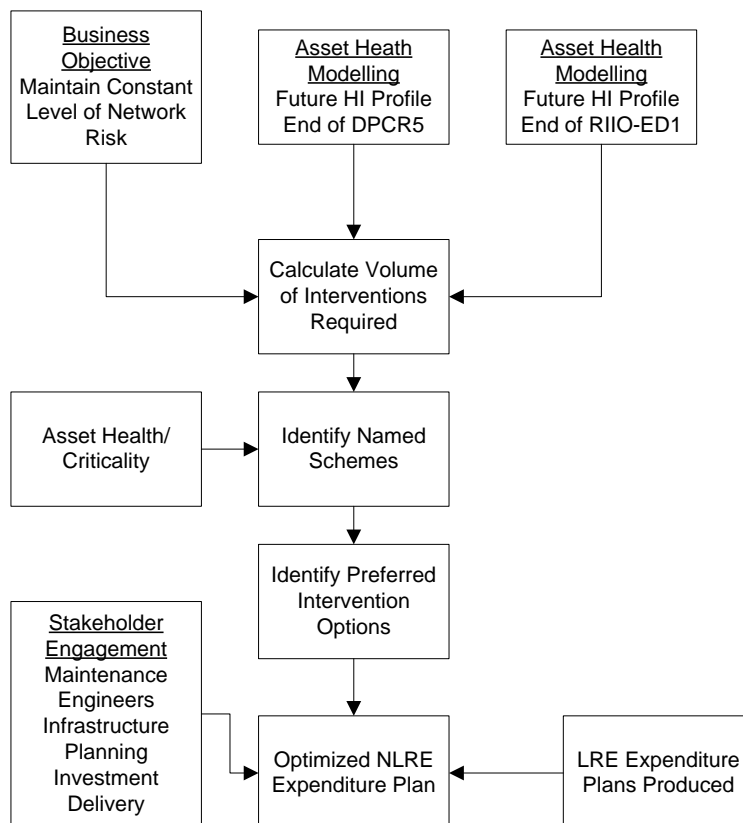 Business
Objective
Maintain Constant
Level of Network
Risk
Asset Heath
Modelling
Future HI Profile
End of DPCR5
Asset Health
Modelling
Future HI Profile
End of RIIO-ED1
Calculate Volume
of Interventions
Required
Asset Health/
Criticality
Identify Named
Schemes
Identify Preferred
Intervention
Options
Stakeholder
Engagement
Maintenance
Engineers
Infrastructure
Planning
Investment
Delivery
Optimized NLRE
Expenditure Plan
LRE Expenditure
Plans Produced